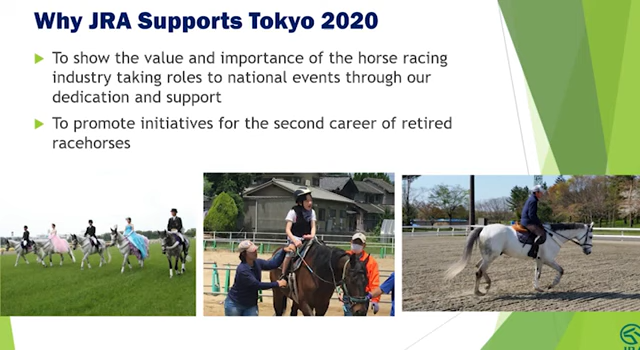 Why JRA Supports Tokyo 2020
To show the value and importance of the horse racing
industry taking roles to national events through our
dedication and support
To promote initiatives for the second career of retired
racehorses